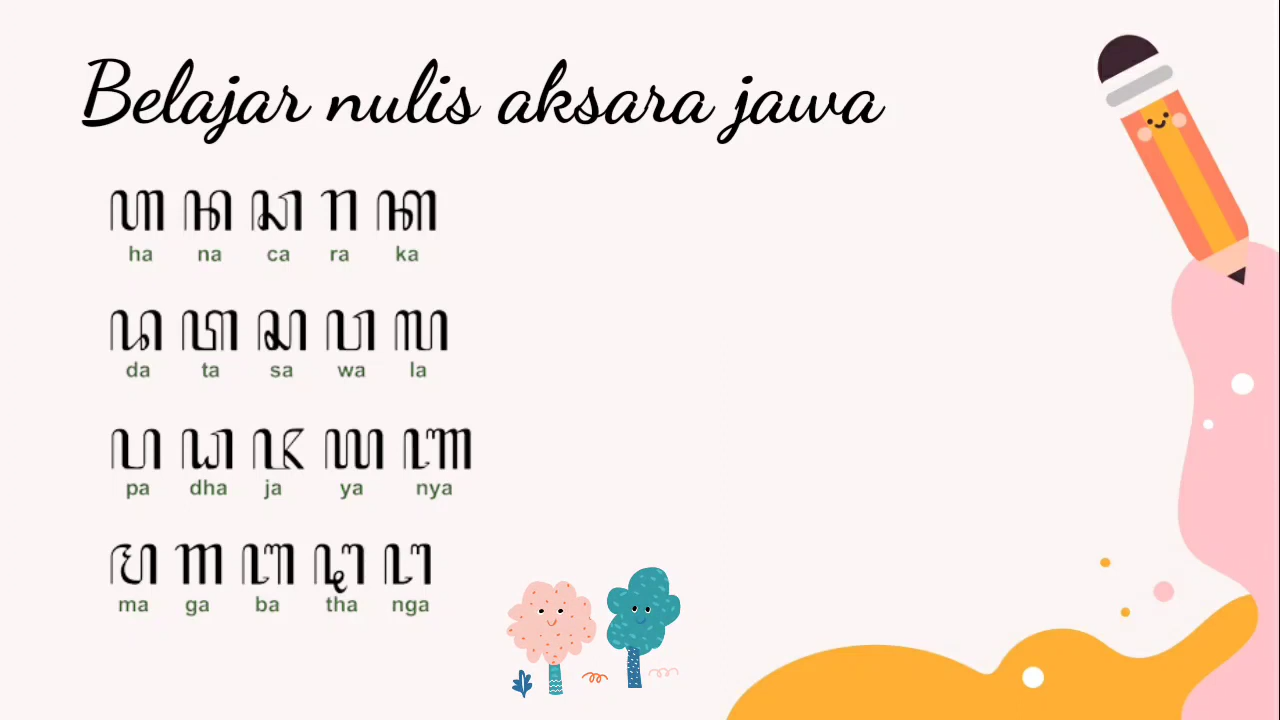 Belajar nulis aksara jawa
ꦲ ꦤ ꦕ ꦫ ꦏ
ha na ca ra ka
ꦢ ꦠ ꦱ ꦮ ꦭ
da ta sa wa la
ꦥ ꦝ ꦗ ꦪ ꦚ
pa dha ja ya nya
ꦩ ꦒ ꦧ ꦛ ꦔ
ma ga ba tha nga